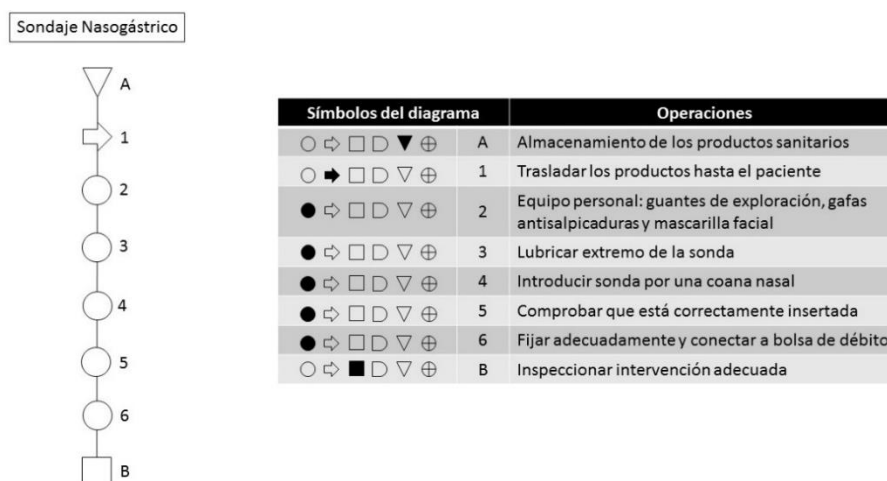 Sondaje Nasogástrico
A
1
2
3
4
5
6
B
Símbolos del diagrama Operaciones
A Almacenamiento de los productos sanitarios
1 Trasladar los productos hasta el paciente
2 Equipo personal: guantes de exploración, gafas
antisalpicaduras y mascarilla facial
3 Lubricar extremo de la sonda
4 Introducir sonda por una coana nasal
5 Comprobar que está correctamente insertada
6 Fijar adecuadamente y conectar a bolsa de débito
B Inspeccionar intervención adecuada